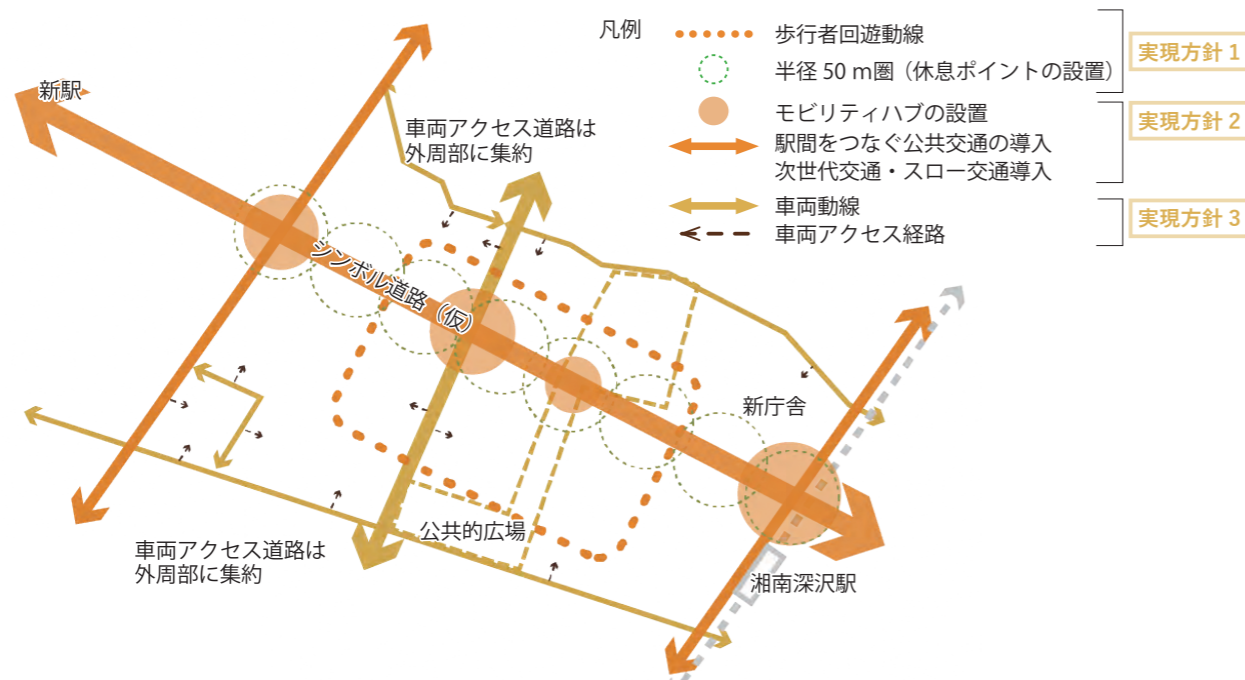 凡例
歩行者回遊動線
半径 50 m圏（休息ポイントの設置）
実現方針 1
モビリティハブの設置
駅間をつなぐ公共交通の導入
次世代交通・スロー交通導入
実現方針 2
車両動線
車両アクセス経路
実現方針 3
新駅
車両アクセス道路は
外周部に集約
シンボル道路（仮）
新庁舎
公共的広場
車両アクセス道路は
外周部に集約
湘南深沢駅